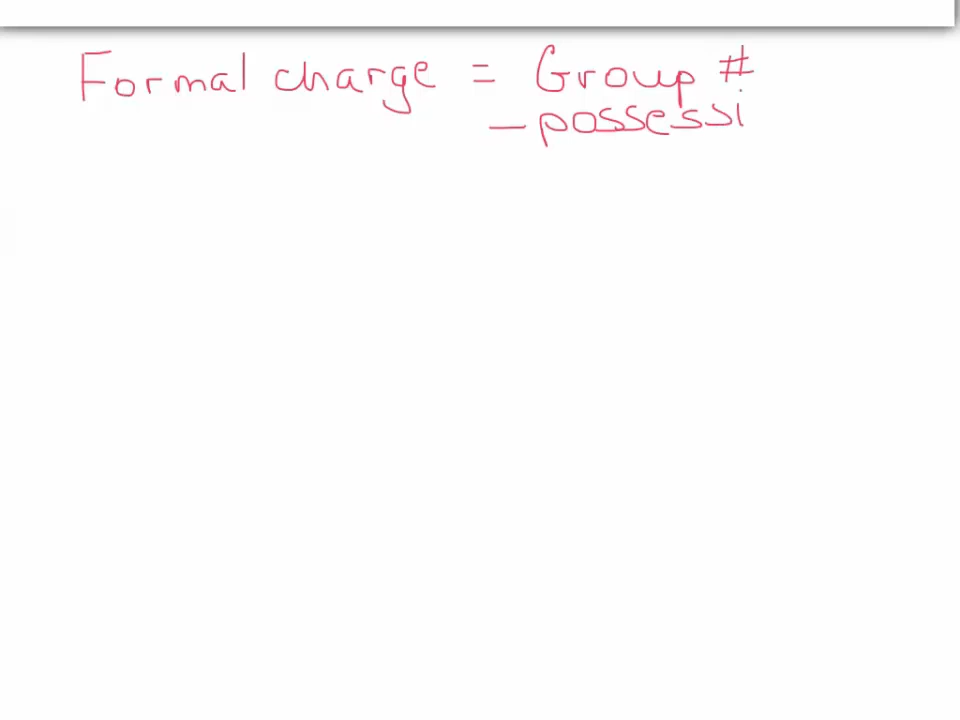 Formal charge = Group #
- possessi